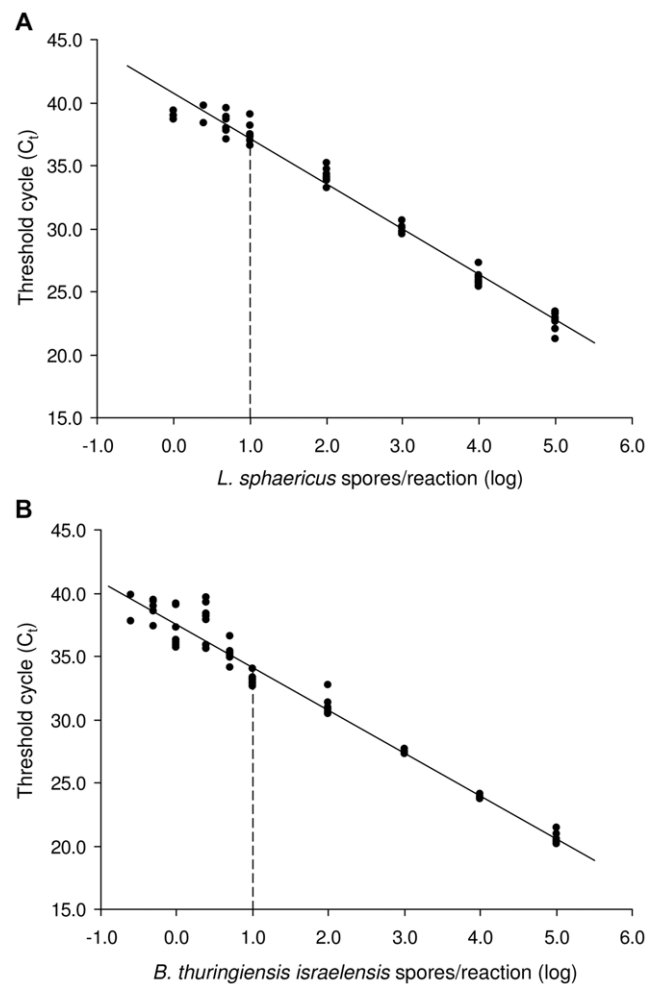 A
45.0
40.0
35.0
30.0
25.0
20.0
15.0
Threshold cycle (Ct)
-1.0 0.0 1.0 2.0 3.0 4.0 5.0 6.0
L. sphaericus spores/reaction (log)
B
45.0
40.0
35.0
30.0
25.0
20.0
15.0
Threshold cycle (Ct)
-1.0 0.0 1.0 2.0 3.0 4.0 5.0 6.0
B. thuringiensis israelensis spores/reaction (log)